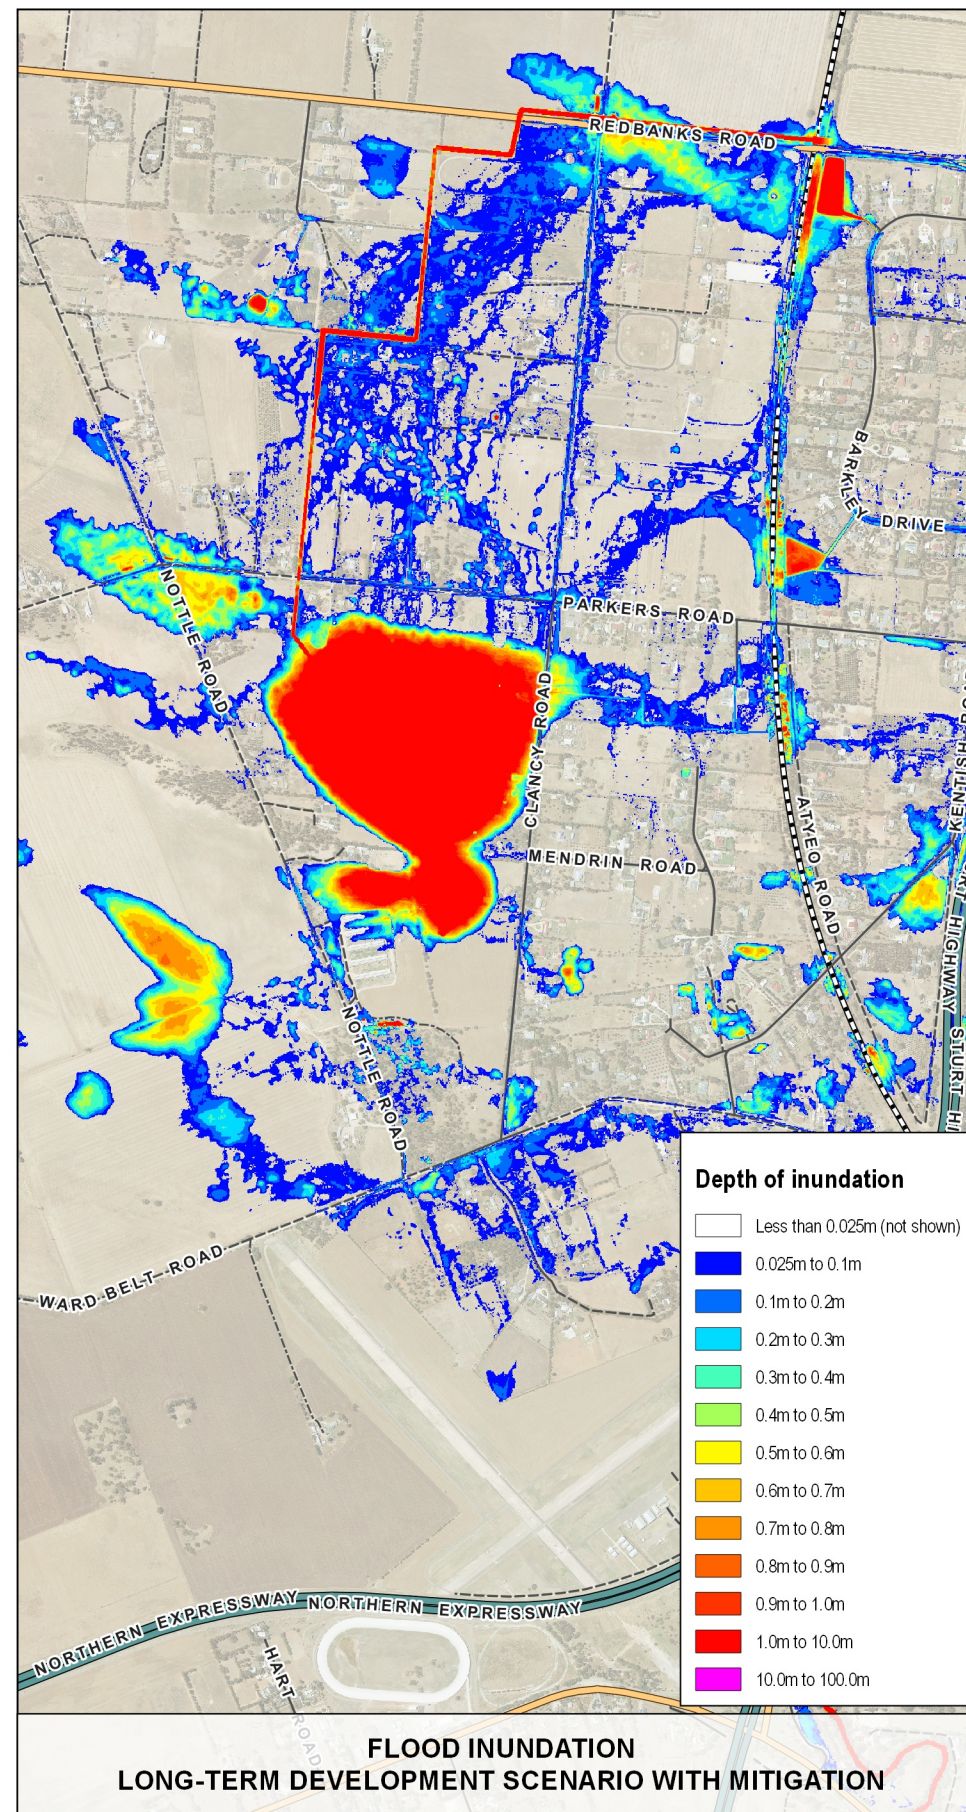 REDBANKS ROAD
BARKLEY DRIVE
NOTTLE ROAD
PARKERS ROAD
CLANCY ROAD
MENDRIN ROAD
ATYEO ROAD
HIGHWAY
STURT
NOTTLE ROAD
WARD BELT ROAD
NORTHERN EXPRESSWAY
NORTHERN EXPRESSWAY
HART ROAD
Depth of inundation
Less than 0.025m (not shown)
0.025m to 0.1m
0.1m to 0.2m
0.2m to 0.3m
0.3m to 0.4m
0.4m to 0.5m
0.5m to 0.6m
0.6m to 0.7m
0.7m to 0.8m
0.8m to 0.9m
0.9m to 1.0m
1.0m to 10.0m
10.0m to 100.0m
FLOOD INUNDATION
LONG-TERM DEVELOPMENT SCENARIO WITH MITIGATION